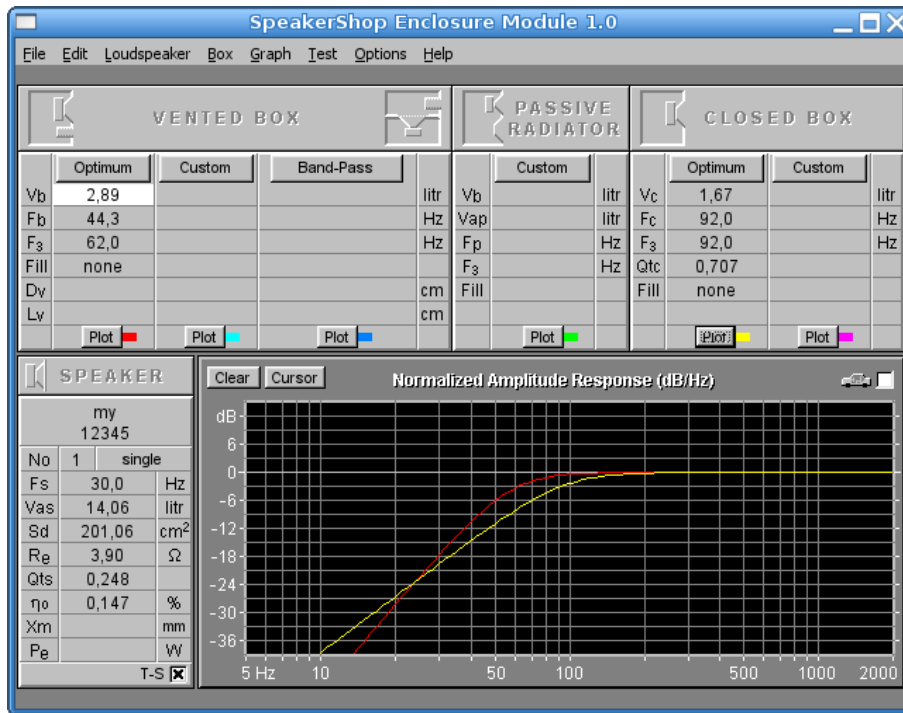 SpeakerShop Enclosure Module 1.0
File Edit Loudspeaker Box Graph Test Options Help
VENTED BOX
PASSIVE
RADIATOR
CLOSED BOX
Optimum Custom Band-Pass Custom Optimum Custom
Vb 2,89 litr Vb litr Vc 1,67 litr
Fb 44,3 Hz Vap litr Fc 92,0 Hz
F3 62,0 Hz Fp Hz F3 92,0 Hz
Fill none F3 Hz Qtc 0,707
Dv cm Fill Fill none
Lv cm
Plot Plot Plot Plot Plot Plot
SPEAKER
my
12345
No 1 single
Fs 30,0 Hz
Vas 14,06 litr
Sd 201,06 cm²
Re 3,90 Ω
Qts 0,248
ηo 0,147 %
Xm mm
Pe W
T-S
Clear Cursor Normalized Amplitude Response (dB/Hz)
dB
6
0
-6
-12
-18
-24
-30
-36
5 Hz 10 50 100 500 1000 2000